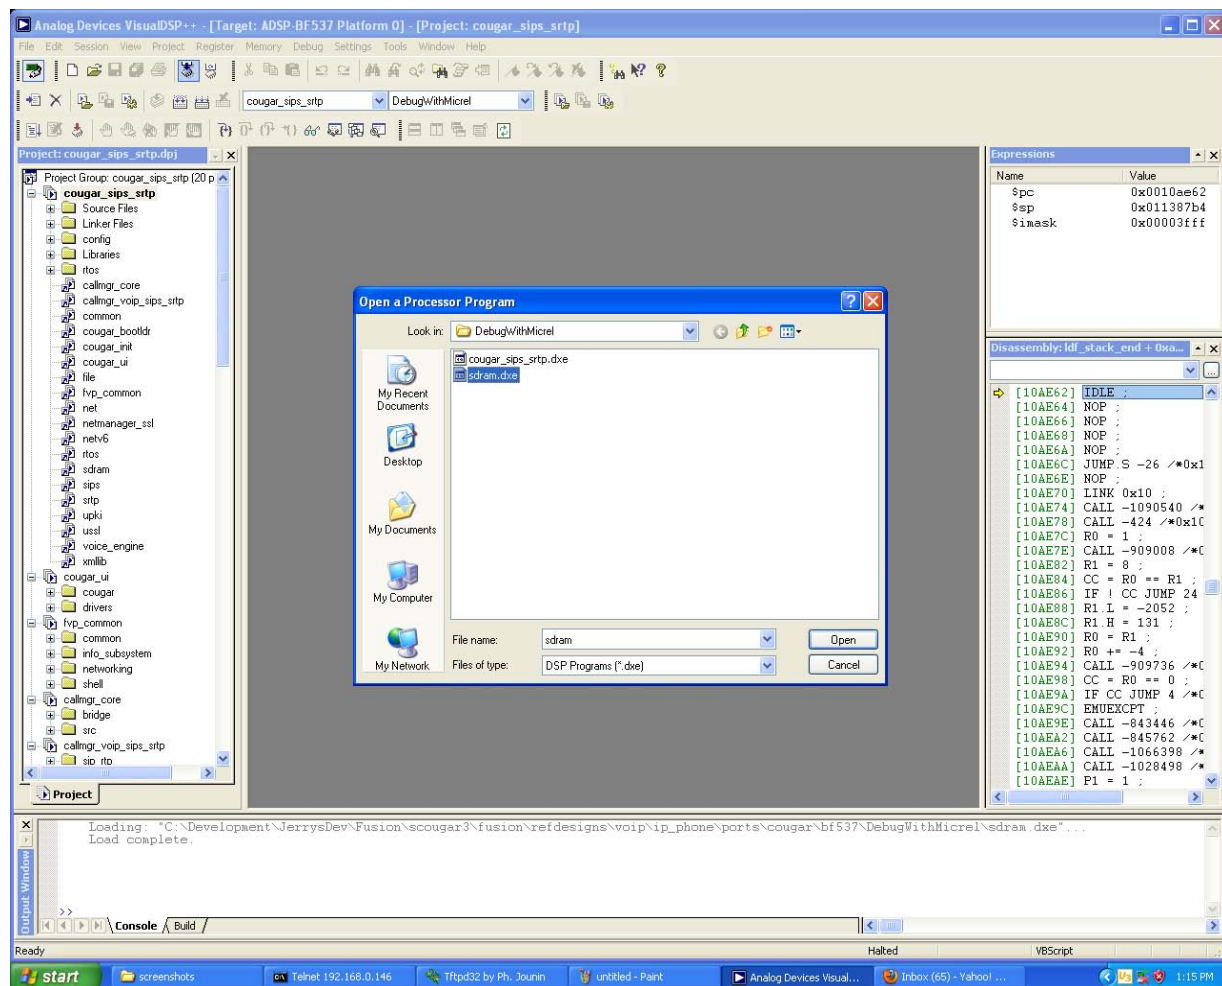 Analog Devices VisualDSP++ - [Target: ADSP-BF537 Platform 0] - [Project: cougar_sips_srtp]
File Edit Session View Project Register Memory Debug Settings Tools Window Help
cougar_sips_srtp DebugWithMicrel
Project: cougar_sips_srtp.dpj
Project Group: cougar_sips_srtp (20 p
cougar_sips_srtp
Source Files
Linker Files
config
Libraries
rtos
callmgr_core
callmgr_voip_sips_srtp
common
cougar_bootldr
cougar_init
cougar_ui
file
fvp_common
net
netmanager_ssl
netv6
rtos
sdram
sips
srtp
upki
ussl
voice_engine
xmllib
cougar_ui
cougar
drivers
fvp_common
common
info_subsystem
networking
shell
callmgr_core
bridge
src
callmgr_voip_sips_srtp
sip_rtp
Project
Open a Processor Program
Look in: DebugWithMicrel
My Recent Documents
Desktop
My Documents
My Computer
My Network
cougar_sips_srtp.dxe
sdram.dxe
File name: sdram Open
Files of type: DSP Programs (*.dxe) Cancel
Expressions
Name Value
$pc 0x0010ae62
$sp 0x011387b4
$imask 0x00003fff
Disassembly: ldf_stack_end + 0xa...
[10AE62] IDLE ;
[10AE64] NOP ;
[10AE66] NOP ;
[10AE68] NOP ;
[10AE6A] NOP ;
[10AE6C] JUMP.S -26 /*0x1
[10AE6E] NOP ;
[10AE70] LINK 0x10 ;
[10AE74] CALL -1090540 /*
[10AE78] CALL -424 /*0x10
[10AE7C] R0 = 1 ;
[10AE7E] CALL -909008 /*0
[10AE82] R1 = 8 ;
[10AE84] CC = R0 == R1 ;
[10AE86] IF ! CC JUMP 24
[10AE88] R1.L = -2052 ;
[10AE8C] R1.H = 131 ;
[10AE90] R0 = R1 ;
[10AE92] R0 += -4 ;
[10AE94] CALL -909736 /*0
[10AE98] CC = R0 == 0 ;
[10AE9A] IF CC JUMP 4 /*0
[10AE9C] EMUEXCPT ;
[10AE9E] CALL -843446 /*0
[10AEA2] CALL -845762 /*0
[10AEA6] CALL -1066398 /*
[10AEAA] CALL -1028498 /*
[10AEAE] P1 = 1 ;
Output Window
Loading: "C:\Development\JerrysDev\Fusion\scougar3\fusion\refdesigns\voip\ip_phone\ports\cougar\bf537\DebugWithMicrel\sdram.dxe"...
Load complete.
>>
Console Build
Ready Halted VBScript
start screenshots Telnet 192.168.0.146 Tftpd32 by Ph. Jounin untitled - Paint Analog Devices Visual... Inbox (65) - Yahoo! ... 1:15 PM